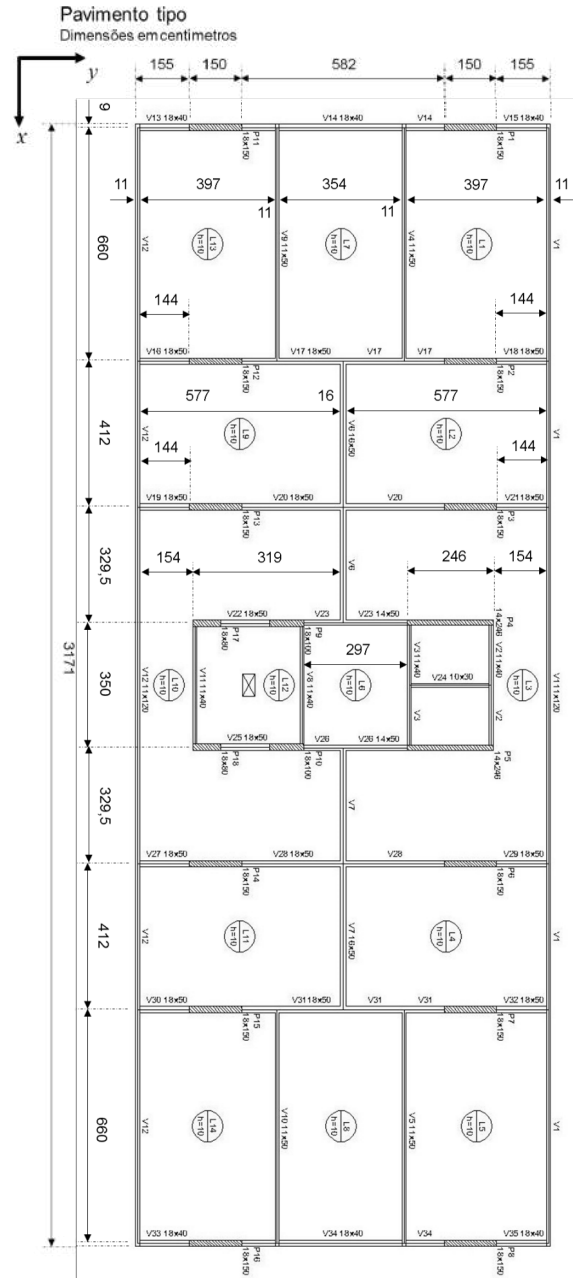 Pavimento tipo
Dimensões em centímetros
155 150 582 150 155
y
x
9
V13 18x40 V14 18x40 V14 V15 18x40
P11 18x150 P1 18x150
11 397 354 397 11
11 11
660
L13 h=10 L7 h=10 L1 h=10
V12 V9 11x50 V4 11x50 V1
144 144
V16 18x50 V17 18x50 V17 V17 V18 18x50
P12 18x150 P2 18x150
577 16 577
412
V12 L9 h=10 V6 16x50 L2 h=10 V1
144 144
V19 18x50 V20 18x50 V20 V21 18x50
P13 18x150 P3 18x150
329,5
V6
154 319 246 154
V22 18x50 V23 V23 14x50
P17 18x80 P9 18x100 P4 14x246
297
3171
350
V12 11x120 L10 h=10 V11 11x40 L12 h=10 V8 11x40 L6 h=10 V3 11x40 V24 10x30 V2 11x40 L3 h=10 V1 11x120
V3 V2
V25 18x50 V26 V26 14x50
P18 18x80 P10 18x100 P5 14x246
329,5
V7
V27 18x50 V28 18x50 V28 V29 18x50
P14 18x150 P6 18x150
412
V12 L11 h=10 V7 16x50 L4 h=10 V1
V30 18x50 V31 18x50 V31 V31 V32 18x50
P15 18x150 P7 18x150
660
V12 L14 h=10 V10 11x50 L8 h=10 V5 11x50 L5 h=10 V1
V33 18x40 V34 18x40 V34 V35 18x40
P16 18x150 P8 18x150